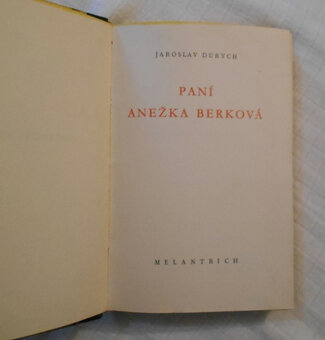 JAROSLAV DURYCH
PANÍ
ANEŽKA BERKOVÁ
MELANTRICH